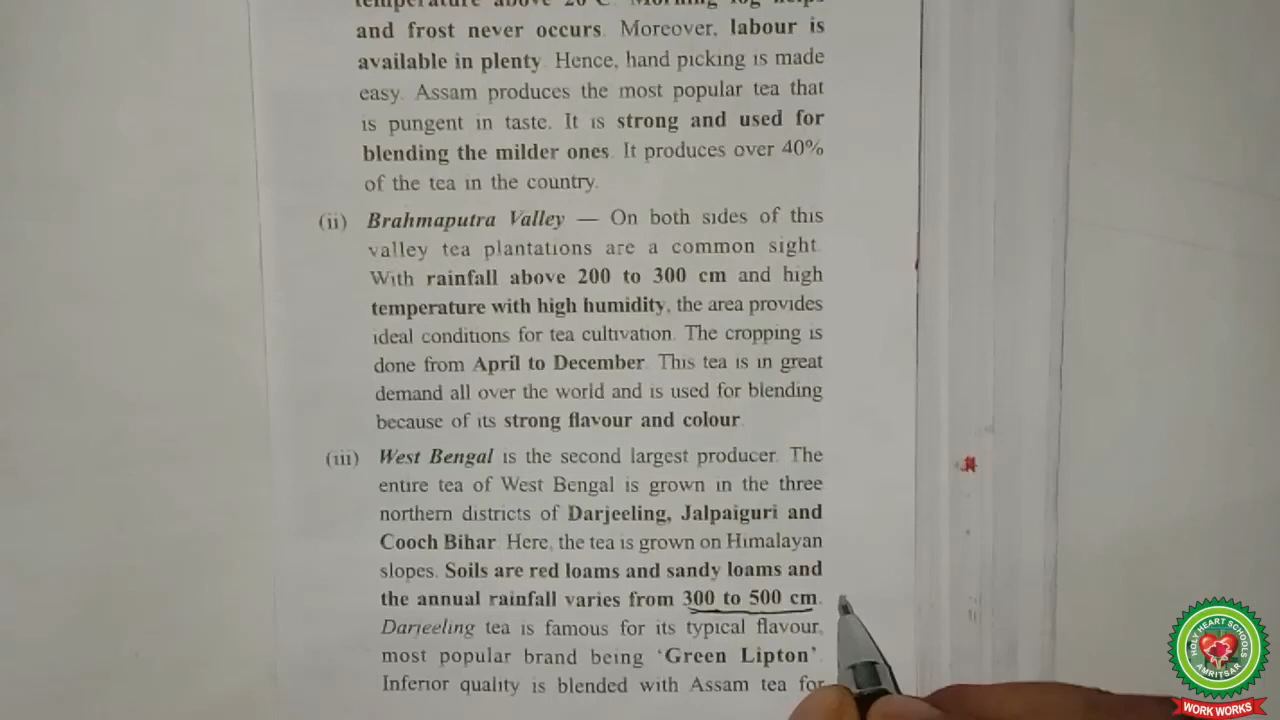 temperature above 20°C. Morning fog helps
and frost never occurs. Moreover, labour is
available in plenty. Hence, hand picking is made
easy. Assam produces the most popular tea that
is pungent in taste. It is strong and used for
blending the milder ones. It produces over 40%
of the tea in the country.
(ii) Brahmaputra Valley — On both sides of this
valley tea plantations are a common sight.
With rainfall above 200 to 300 cm and high
temperature with high humidity, the area provides
ideal conditions for tea cultivation. The cropping is
done from April to December. This tea is in great
demand all over the world and is used for blending
because of its strong flavour and colour.
(iii) West Bengal is the second largest producer. The
entire tea of West Bengal is grown in the three
northern districts of Darjeeling, Jalpaiguri and
Cooch Bihar. Here, the tea is grown on Himalayan
slopes. Soils are red loams and sandy loams and
the annual rainfall varies from 300 to 500 cm.
Darjeeling tea is famous for its typical flavour,
most popular brand being ‘Green Lipton’.
Inferior quality is blended with Assam tea for
HOLY HEART SCHOOLS
AMRITSAR
WORK WORKS